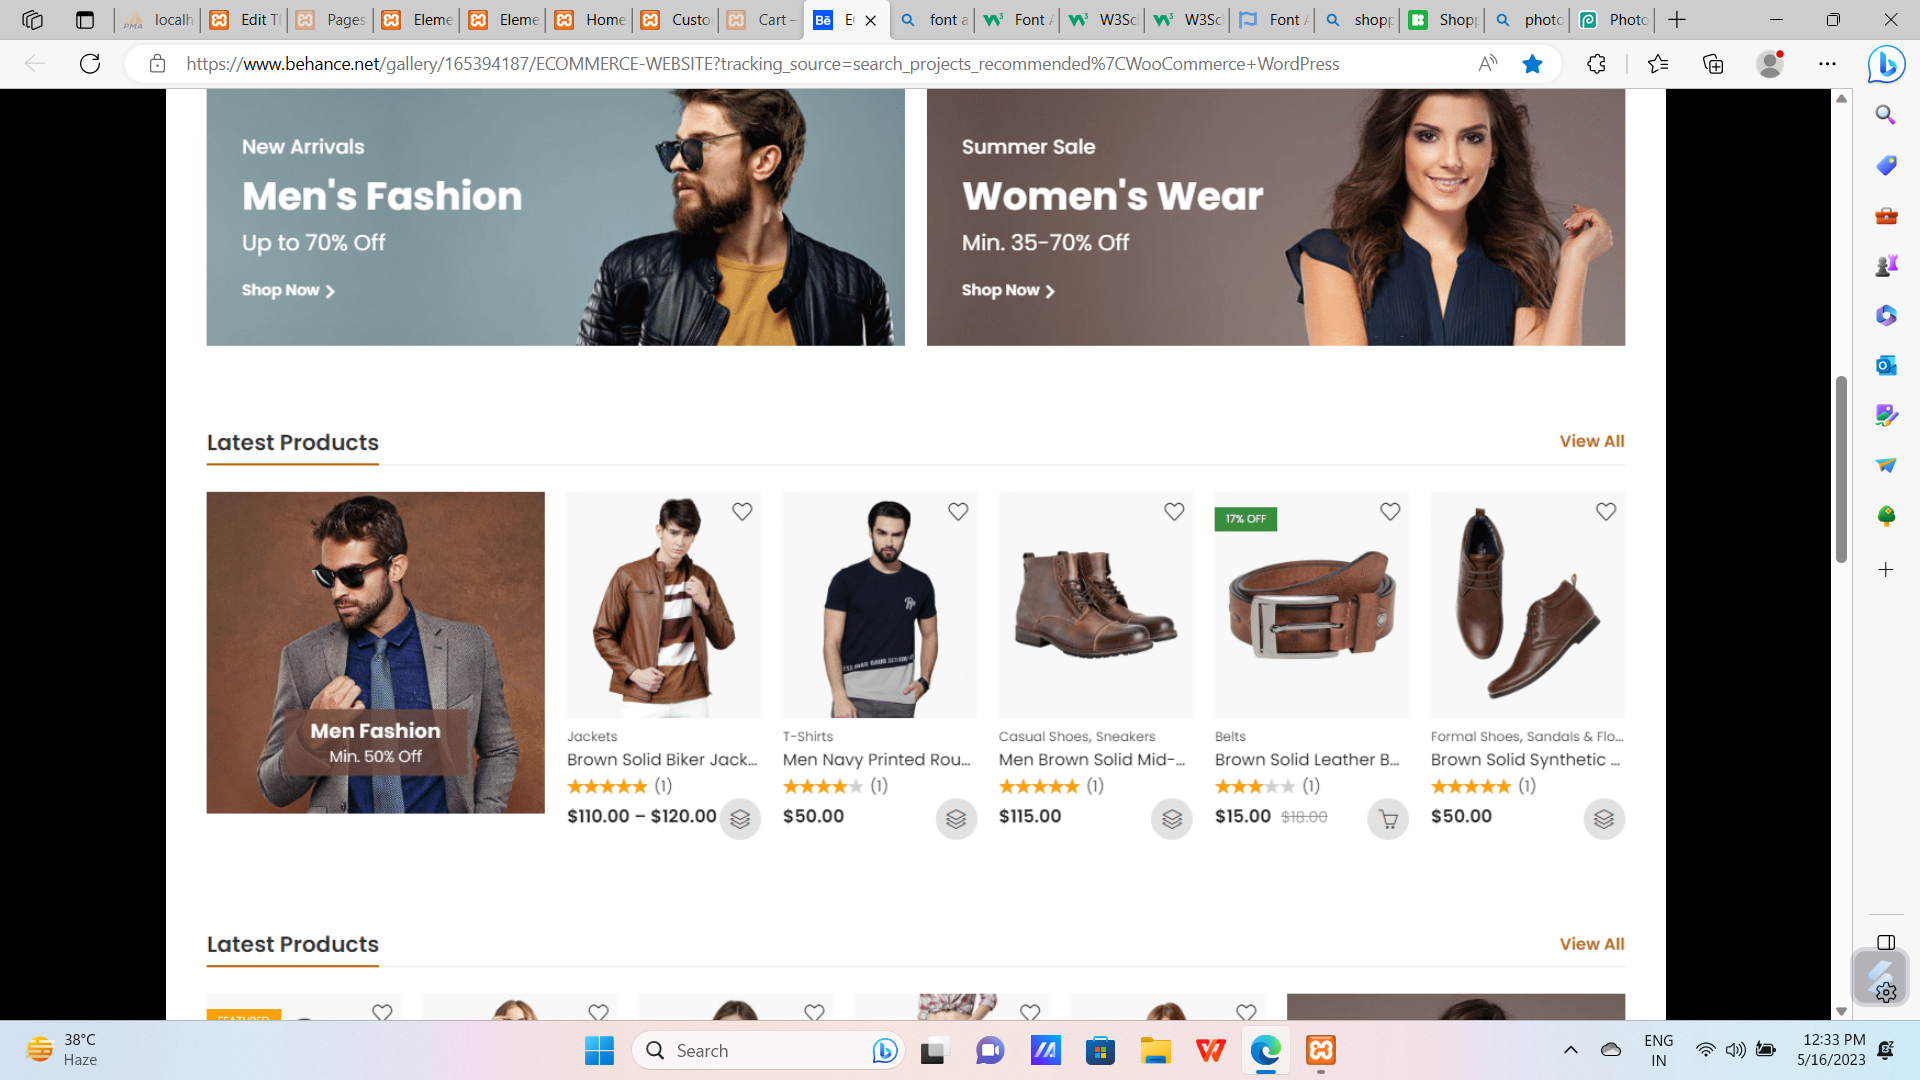 localh
Edit T
Pages
Eleme
Eleme
Home
Custo
Cart –
font a
Font A
W3Sc
W3Sc
Font A
shopp
Shopp
photo
Photo
https://www.behance.net/gallery/165394187/ECOMMERCE-WEBSITE?tracking_source=search_projects_recommended%7CWooCommerce+WordPress
New Arrivals
Men's Fashion
Up to 70% Off
Shop Now
Summer Sale
Women's Wear
Min. 35-70% Off
Shop Now
Latest Products
View All
Men Fashion
Min. 50% Off
Jackets
Brown Solid Biker Jack...
(1)
$110.00 – $120.00
T-Shirts
Men Navy Printed Rou...
(1)
$50.00
Casual Shoes, Sneakers
Men Brown Solid Mid-...
(1)
$115.00
17% OFF
Belts
Brown Solid Leather B...
(1)
$15.00 $18.00
Formal Shoes, Sandals & Flo...
Brown Solid Synthetic ...
(1)
$50.00
Latest Products
View All
FEATURED
38°C
Haze
Search
ENG
IN
12:33 PM
5/16/2023